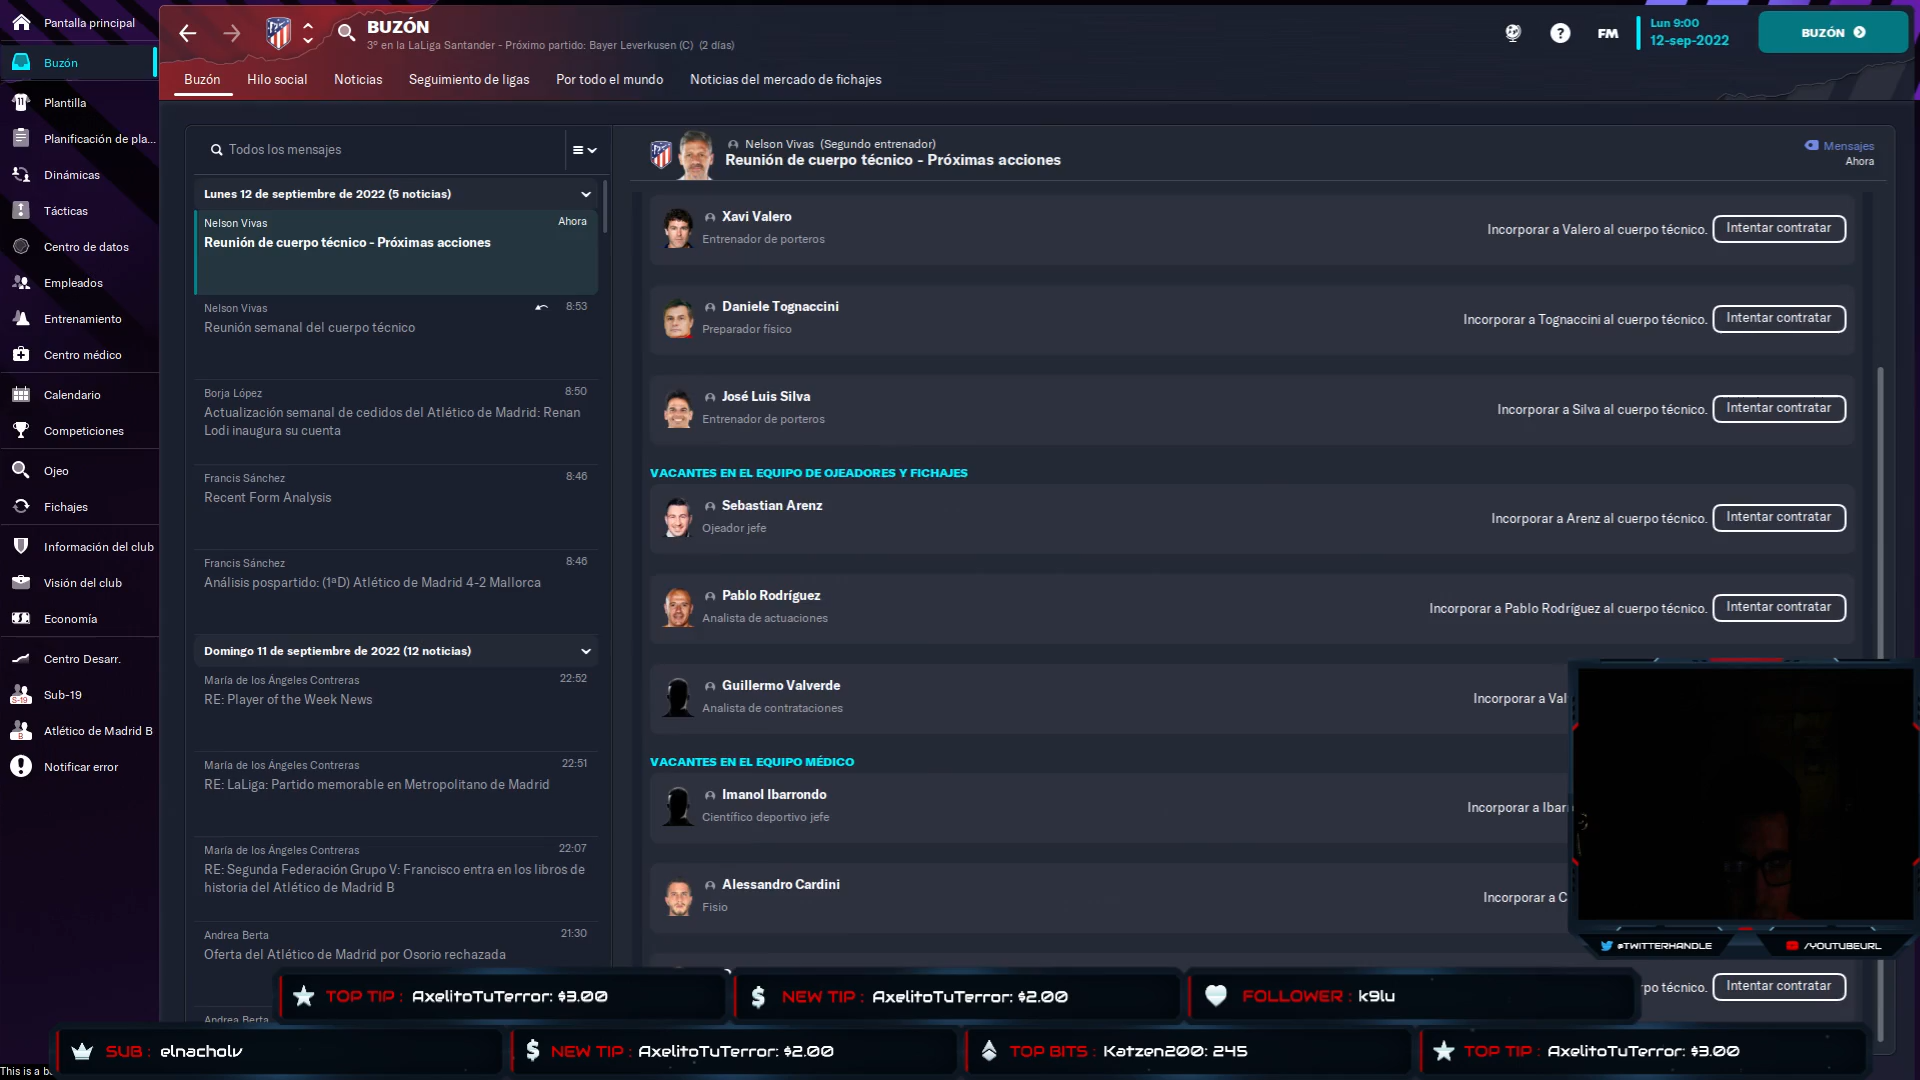 Pantalla principal
Buzón
Plantilla
Planificación de pla...
Dinámicas
Tácticas
Centro de datos
Empleados
Entrenamiento
Centro médico
Calendario
Competiciones
Ojeo
Fichajes
Información del club
Visión del club
Economía
Centro Desarr.
Sub-19
Atlético de Madrid B
Notificar error
BUZÓN
3º en la LaLiga Santander - Próximo partido: Bayer Leverkusen (C) (2 días)
FM
Lun 9:00
12-sep-2022
BUZÓN
Buzón
Hilo social
Noticias
Seguimiento de ligas
Por todo el mundo
Noticias del mercado de fichajes
Todos los mensajes
Lunes 12 de septiembre de 2022 (5 noticias)
Nelson Vivas
Ahora
Reunión de cuerpo técnico - Próximas acciones
Nelson Vivas
8:53
Reunión semanal del cuerpo técnico
Borja López
8:50
Actualización semanal de cedidos del Atlético de Madrid: Renan
Lodi inaugura su cuenta
Francis Sánchez
8:46
Recent Form Analysis
Francis Sánchez
8:46
Análisis pospartido: (1ªD) Atlético de Madrid 4-2 Mallorca
Domingo 11 de septiembre de 2022 (12 noticias)
María de los Ángeles Contreras
22:52
RE: Player of the Week News
María de los Ángeles Contreras
22:51
RE: LaLiga: Partido memorable en Metropolitano de Madrid
María de los Ángeles Contreras
22:07
RE: Segunda Federación Grupo V: Francisco entra en los libros de
historia del Atlético de Madrid B
Andrea Berta
21:30
Oferta del Atlético de Madrid por Osorio rechazada
Andrea Berta
Nelson Vivas (Segundo entrenador)
Reunión de cuerpo técnico - Próximas acciones
Mensajes
Ahora
Xavi Valero
Entrenador de porteros
Incorporar a Valero al cuerpo técnico.
Intentar contratar
Daniele Tognaccini
Preparador físico
Incorporar a Tognaccini al cuerpo técnico.
Intentar contratar
José Luis Silva
Entrenador de porteros
Incorporar a Silva al cuerpo técnico.
Intentar contratar
VACANTES EN EL EQUIPO DE OJEADORES Y FICHAJES
Sebastian Arenz
Ojeador jefe
Incorporar a Arenz al cuerpo técnico.
Intentar contratar
Pablo Rodríguez
Analista de actuaciones
Incorporar a Pablo Rodríguez al cuerpo técnico.
Intentar contratar
Guillermo Valverde
Analista de contrataciones
Incorporar a Val
VACANTES EN EL EQUIPO MÉDICO
Imanol Ibarrondo
Científico deportivo jefe
Incorporar a Ibar
Alessandro Cardini
Fisio
Incorporar a C
po técnico.
Intentar contratar
@TWITTERHANDLE
/YOUTUBEURL
TOP TIP : AxelitoTuTerror: $3.00
NEW TIP : AxelitoTuTerror: $2.00
FOLLOWER : k9lu
SUB : elnacholv
NEW TIP : AxelitoTuTerror: $2.00
TOP BITS : Katzen200: 245
TOP TIP : AxelitoTuTerror: $3.00
This is a b